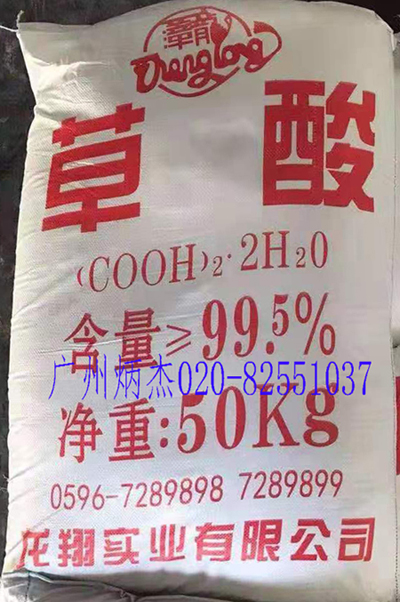 霸
草 酸
(COOH)₂·2H₂O
含量≥99.5%
广州炳杰020-82551037
净重:50Kg
0596-7289898 7289899
龙翔实业有限公司